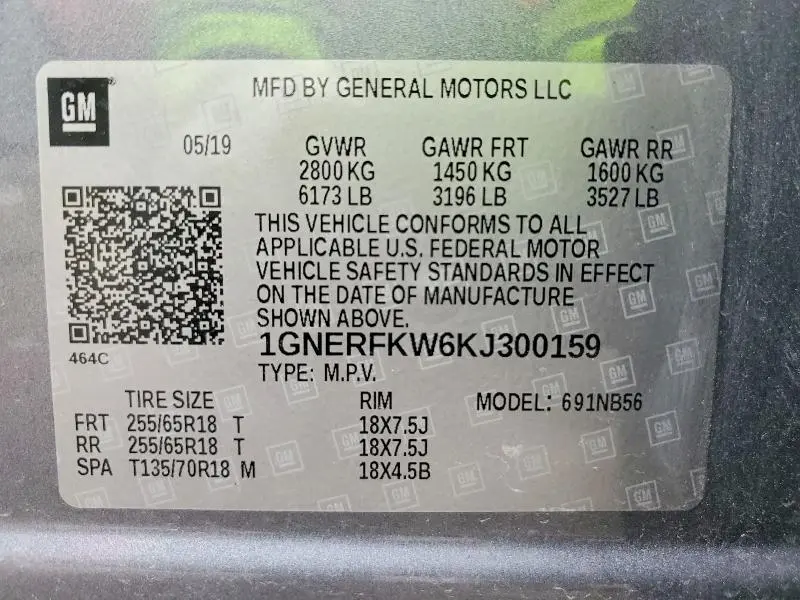 GM
MFD BY GENERAL MOTORS LLC
05/19 GVWR GAWR FRT GAWR RR
2800 KG 1450 KG 1600 KG
6173 LB 3196 LB 3527 LB
THIS VEHICLE CONFORMS TO ALL
APPLICABLE U.S. FEDERAL MOTOR
VEHICLE SAFETY STANDARDS IN EFFECT
ON THE DATE OF MANUFACTURE
SHOWN ABOVE.
464C
1GNERFKW6KJ300159
TYPE: M.P.V.
TIRE SIZE RIM MODEL: 691NB56
FRT 255/65R18 T 18X7.5J
RR 255/65R18 T 18X7.5J
SPA T135/70R18 M 18X4.5B